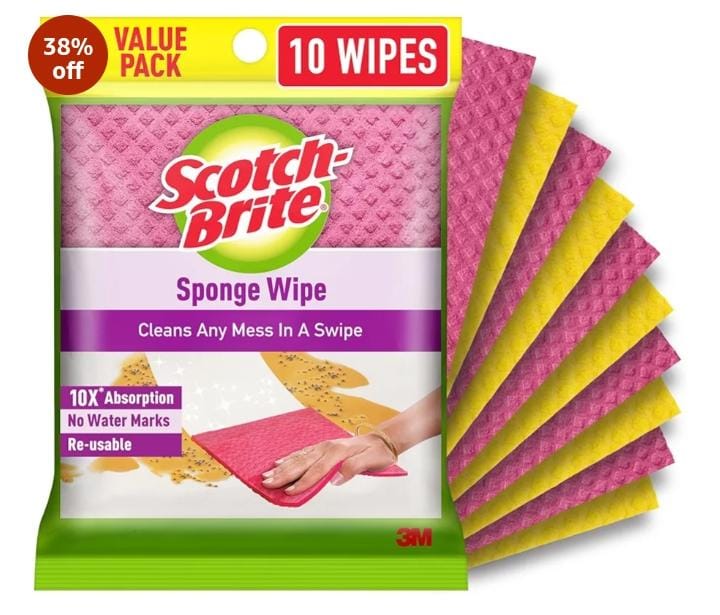 38%
off
VALUE
PACK
10 WIPES
Scotch-
Brite®
Sponge Wipe
Cleans Any Mess In A Swipe
10X* Absorption
No Water Marks
Re-usable
3M